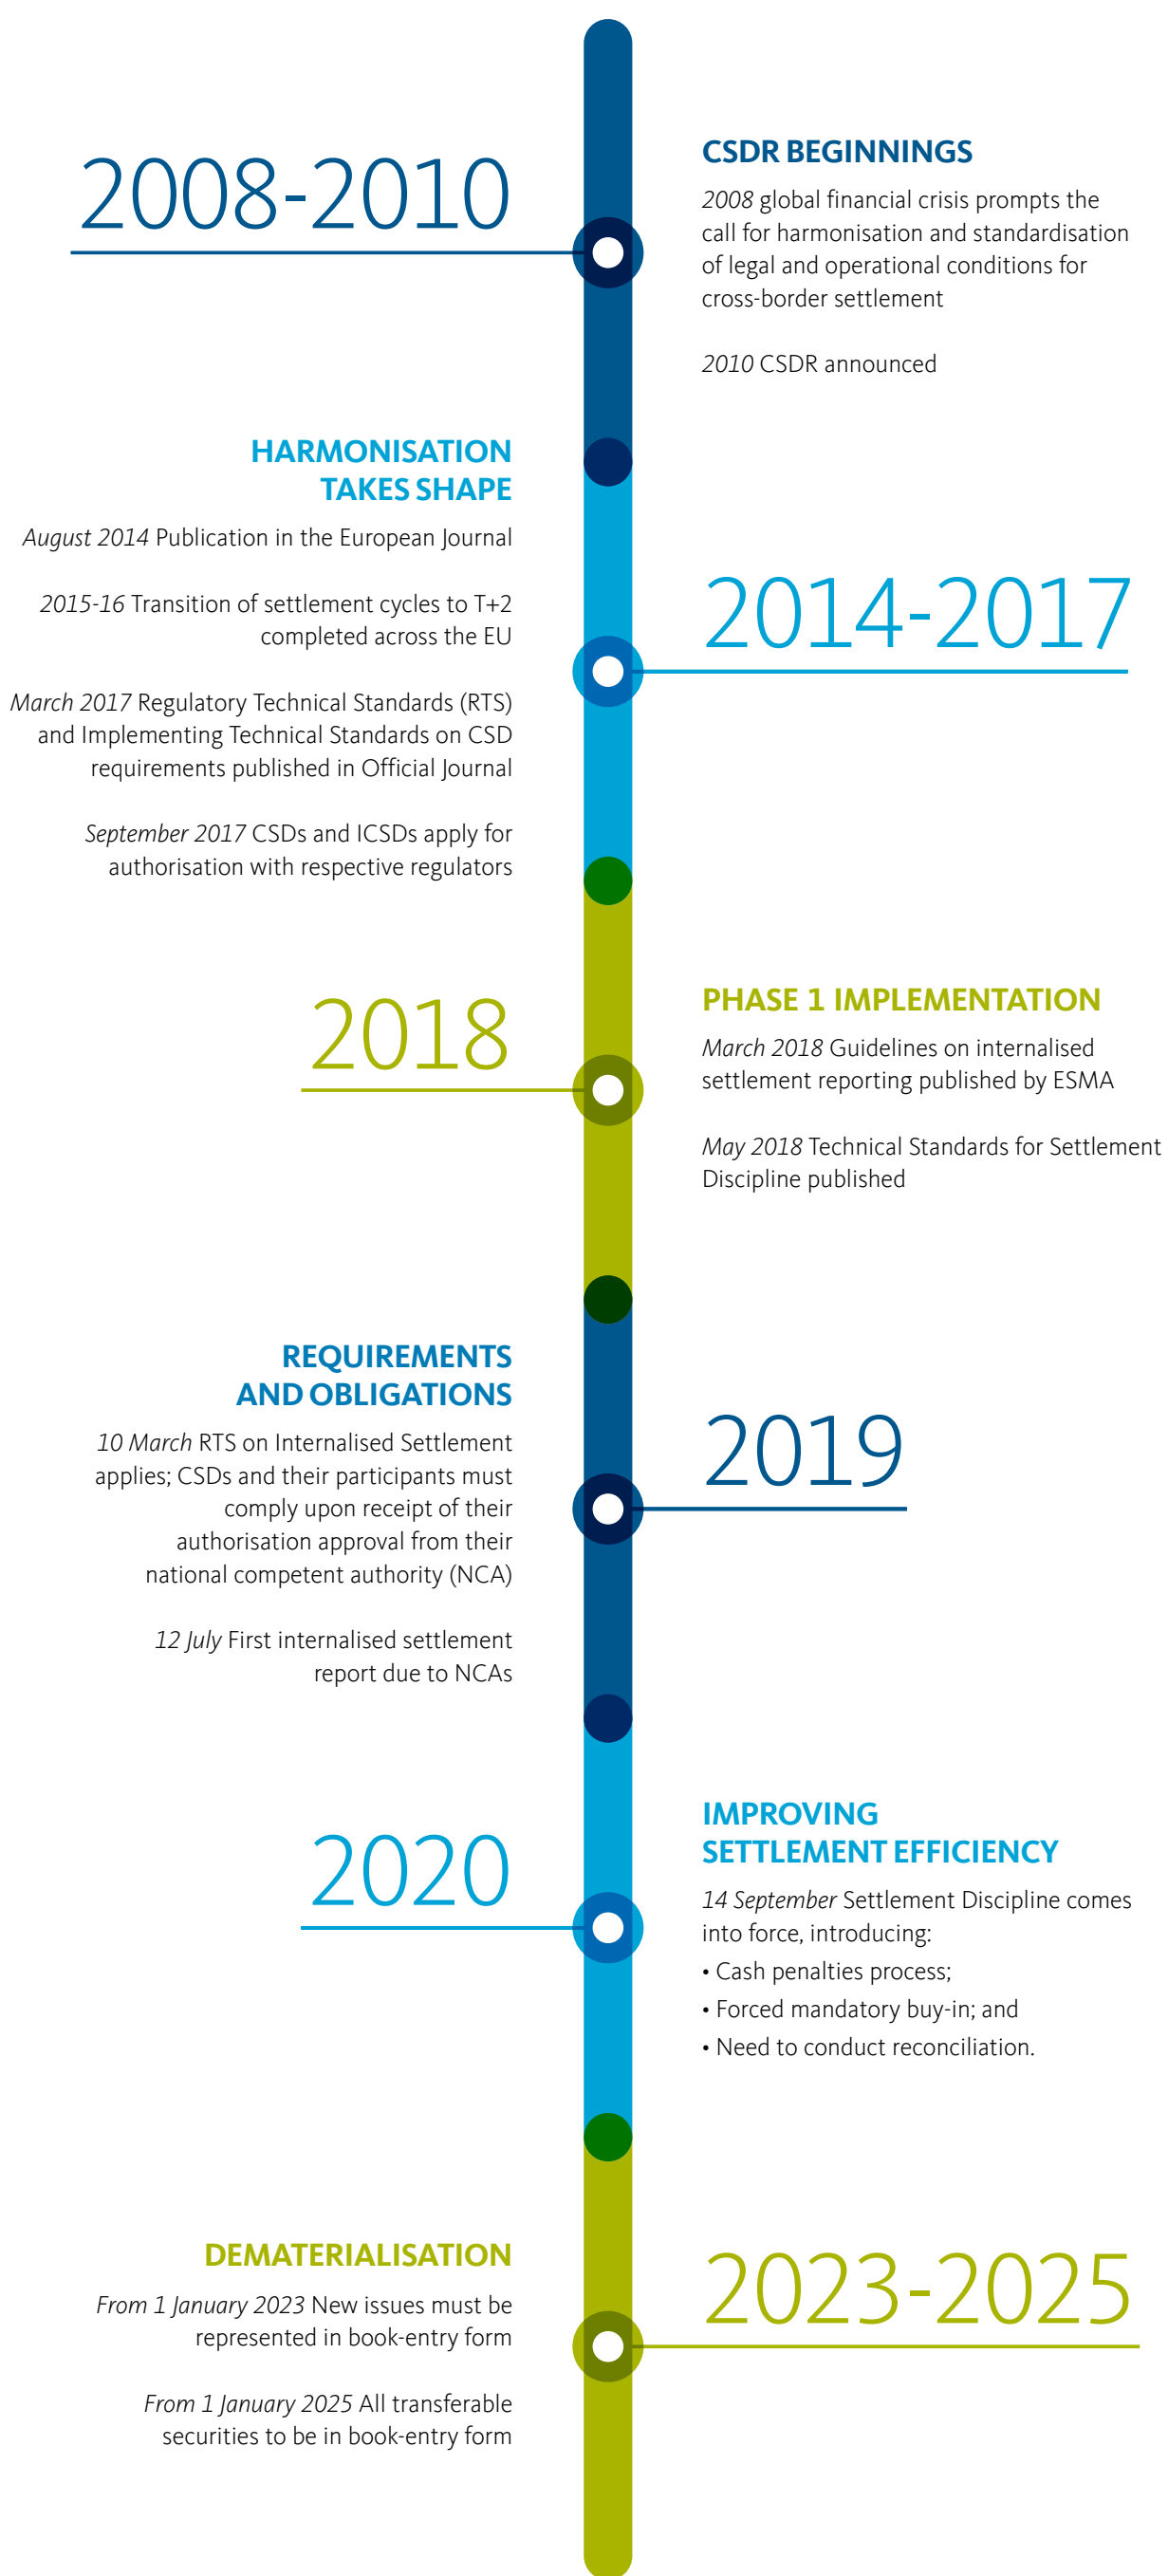 2008-2010
CSDR BEGINNINGS
2008 global financial crisis prompts the
call for harmonisation and standardisation
of legal and operational conditions for
cross-border settlement
2010 CSDR announced
HARMONISATION
TAKES SHAPE
August 2014 Publication in the European Journal
2015-16 Transition of settlement cycles to T+2
completed across the EU
March 2017 Regulatory Technical Standards (RTS)
and Implementing Technical Standards on CSD
requirements published in Official Journal
September 2017 CSDs and ICSDs apply for
authorisation with respective regulators
2014-2017
2018
PHASE 1 IMPLEMENTATION
March 2018 Guidelines on internalised
settlement reporting published by ESMA
May 2018 Technical Standards for Settlement
Discipline published
REQUIREMENTS
AND OBLIGATIONS
10 March RTS on Internalised Settlement
applies; CSDs and their participants must
comply upon receipt of their
authorisation approval from their
national competent authority (NCA)
12 July First internalised settlement
report due to NCAs
2019
2020
IMPROVING
SETTLEMENT EFFICIENCY
14 September Settlement Discipline comes
into force, introducing:
• Cash penalties process;
• Forced mandatory buy-in; and
• Need to conduct reconciliation.
DEMATERIALISATION
From 1 January 2023 New issues must be
represented in book-entry form
From 1 January 2025 All transferable
securities to be in book-entry form
2023-2025